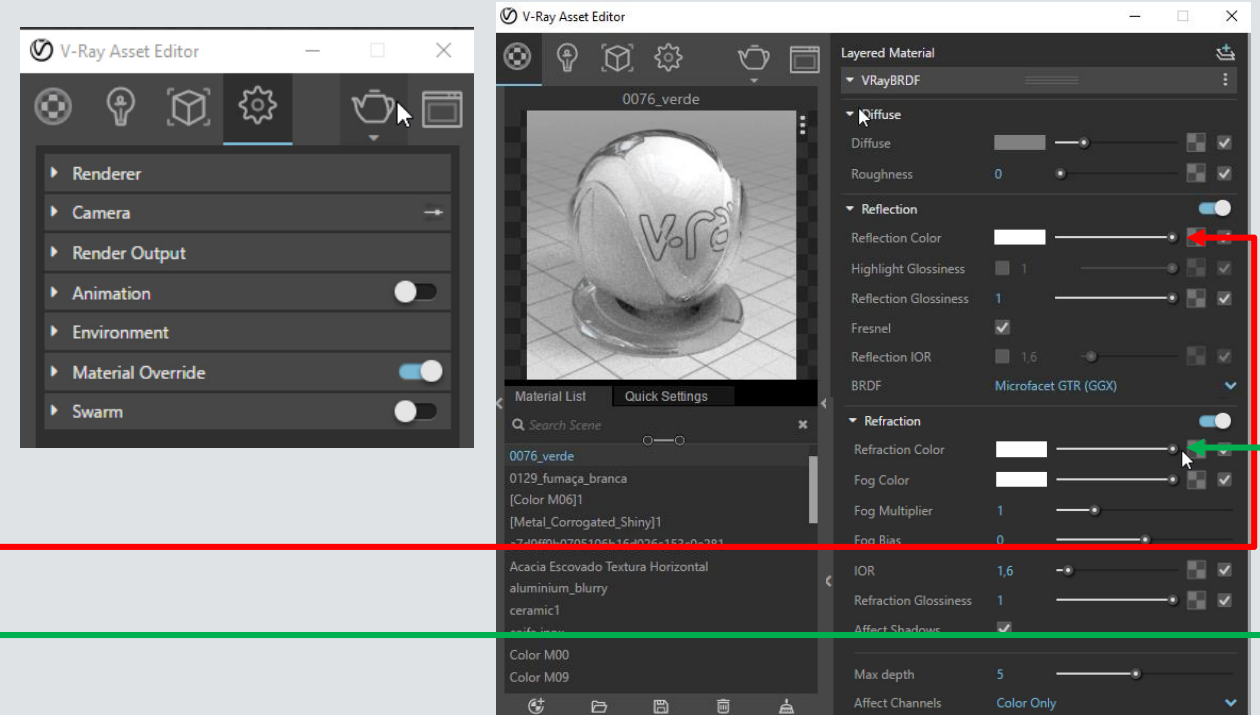 V-Ray Asset Editor
Renderer
Camera
Render Output
Animation
Environment
Material Override
Swarm
V-Ray Asset Editor
0076_verde
v-ra
Material List Quick Settings
Search Scene
0076_verde
0129_fumaça_branca
[Color M06]1
[Metal_Corrogated_Shiny]1
Acacia Escovado Textura Horizontal
aluminium_blurry
ceramic1
Color M00
Color M09
Layered Material
VRayBRDF
Diffuse
Diffuse
Roughness 0
Reflection
Reflection Color
Highlight Glossiness 1
Reflection Glossiness 1
Fresnel
Reflection IOR 1,6
BRDF Microfacet GTR (GGX)
Refraction
Refraction Color
Fog Color
Fog Multiplier 1
Fog Bias 0
IOR 1,6
Refraction Glossiness 1
Affect Shadows
Max depth 5
Affect Channels Color Only